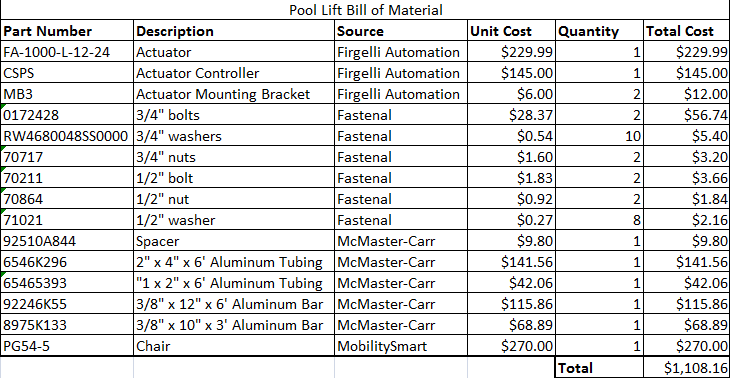 Pool Lift Bill of Material
Part Number Description Source Unit Cost Quantity Total Cost
FA-1000-L-12-24 Actuator Firgelli Automation $229.99 1 $229.99
CSPS Actuator Controller Firgelli Automation $145.00 1 $145.00
MB3 Actuator Mounting Bracket Firgelli Automation $6.00 2 $12.00
0172428 3/4" bolts Fastenal $28.37 2 $56.74
RW4680048SS0000 3/4" washers Fastenal $0.54 10 $5.40
70717 3/4" nuts Fastenal $1.60 2 $3.20
70211 1/2" bolt Fastenal $1.83 2 $3.66
70864 1/2" nut Fastenal $0.92 2 $1.84
71021 1/2" washer Fastenal $0.27 8 $2.16
92510A844 Spacer McMaster-Carr $9.80 1 $9.80
6546K296 2" x 4" x 6' Aluminum Tubing McMaster-Carr $141.56 1 $141.56
65465393 "1 x 2" x 6' Aluminum Tubing McMaster-Carr $42.06 1 $42.06
92246K55 3/8" x 12" x 6' Aluminum Bar McMaster-Carr $115.86 1 $115.86
8975K133 3/8" x 10" x 3' Aluminum Bar McMaster-Carr $68.89 1 $68.89
PG54-5 Chair MobilitySmart $270.00 1 $270.00
Total $1,108.16